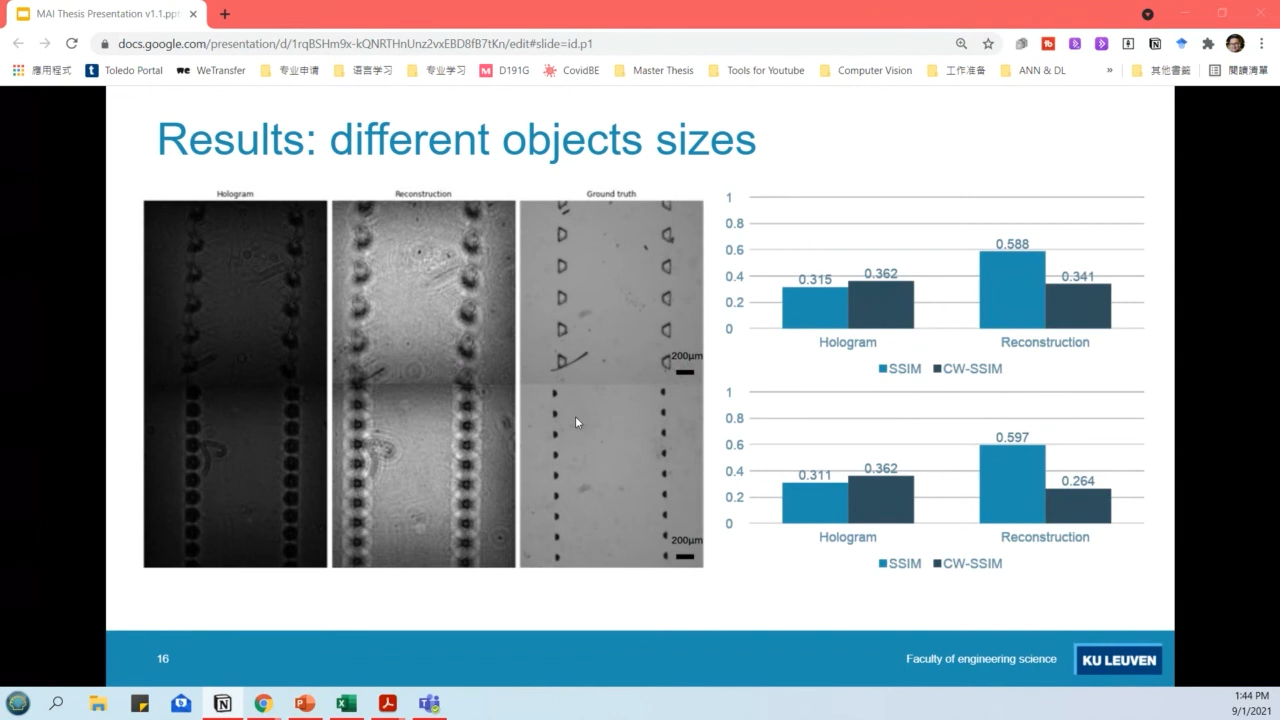 MAI Thesis Presentation v1.1.pp
docs.google.com/presentation/d/1rqBSHm9x-kQNRTHnUnz2vxEBD8fB7tKn/edit#slide=id.p1
應用程式 Toledo Portal WeTransfer 专业申请 语言学习 专业学习 D191G CovidBE Master Thesis Tools for Youtube Computer Vision 工作准备 ANN & DL » 其他書籤 閱讀清單
Results: different objects sizes
Hologram Reconstruction Ground truth
200μm
200μm
1
0.8
0.6
0.4
0.2
0
0.315 0.362 0.588 0.341
Hologram Reconstruction
SSIM CW-SSIM
1
0.8
0.6
0.4
0.2
0
0.311 0.362 0.597 0.264
Hologram Reconstruction
SSIM CW-SSIM
16 Faculty of engineering science KU LEUVEN
1:44 PM
9/1/2021